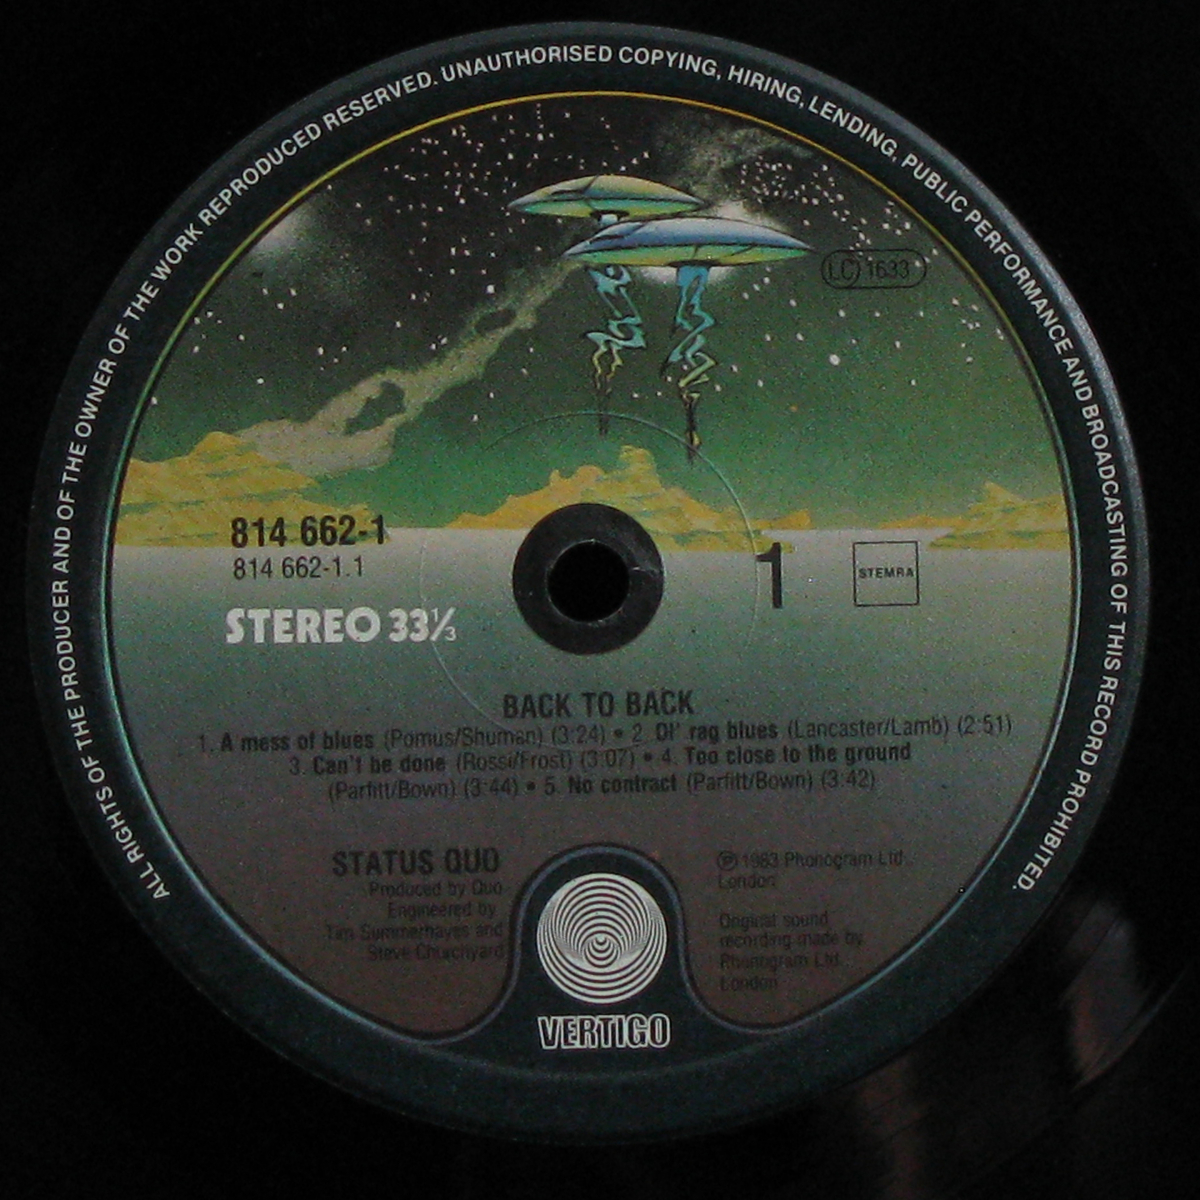 ALL RIGHTS OF THE PRODUCER AND OF THE OWNER OF THE WORK REPRODUCED RESERVED. UNAUTHORISED COPYING, HIRING, LENDING, PUBLIC PERFORMANCE AND BROADCASTING OF THIS RECORD PROHIBITED.
LC 1633
814 662-1
814 662-1.1
STEREO 33⅓
1
STEMRA
BACK TO BACK
1. A mess of blues (Pomus/Shuman) (3:24) • 2. Ol' rag blues (Lancaster/Lamb) (2:51)
3. Can't be done (Rossi/Frost) (3:07) • 4. Too close to the ground
(Parfitt/Bown) (3:44) • 5. No contract (Parfitt/Bown) (3:42)
STATUS QUO
Produced by Quo
Engineered by
Tim Summerhayes and
Steve Churchyard
℗ 1983 Phonogram Ltd.,
London
Original sound
recording made by
Phonogram Ltd.
London
VERTIGO